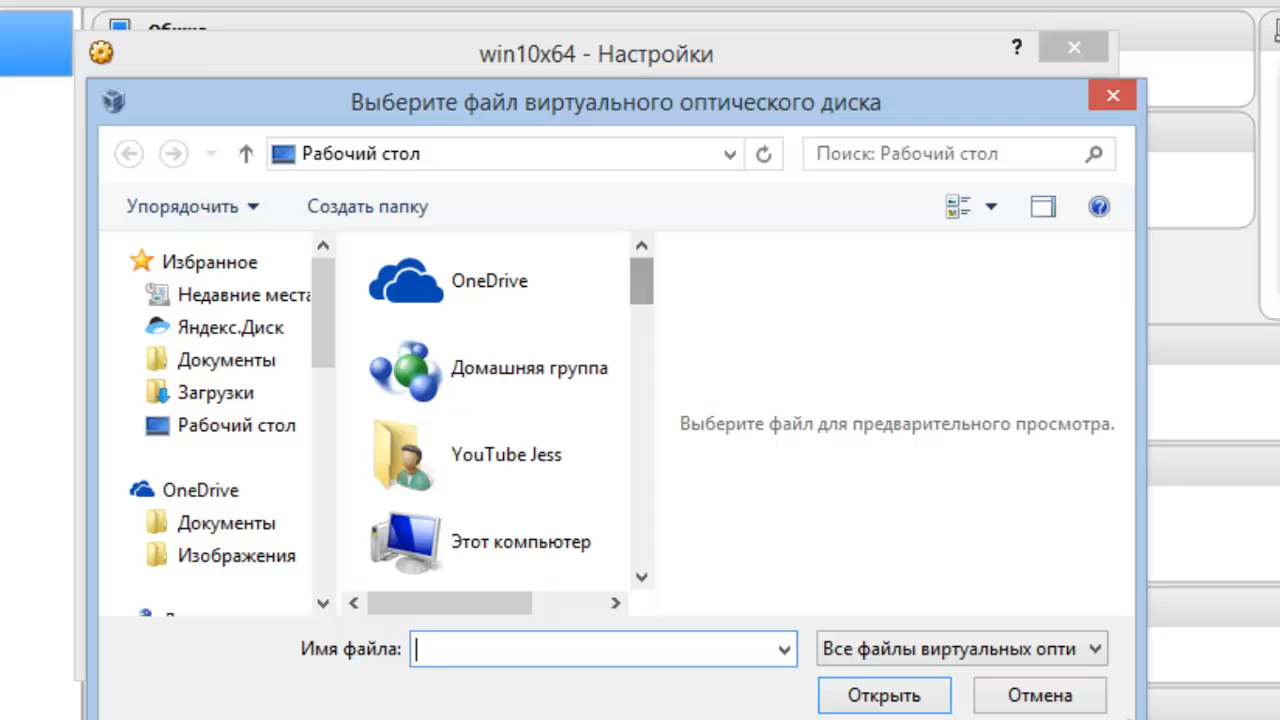 win10x64 - Настройки
?
Выберите файл виртуального оптического диска
Рабочий стол
Поиск: Рабочий стол
Упорядочить
Создать папку
Избранное
Недавние места
Яндекс.Диск
Документы
Загрузки
Рабочий стол
OneDrive
Документы
Изображения
OneDrive
Домашняя группа
YouTube Jess
Этот компьютер
Выберите файл для предварительного просмотра.
Имя файла:
Все файлы виртуальных опти
Открыть
Отмена